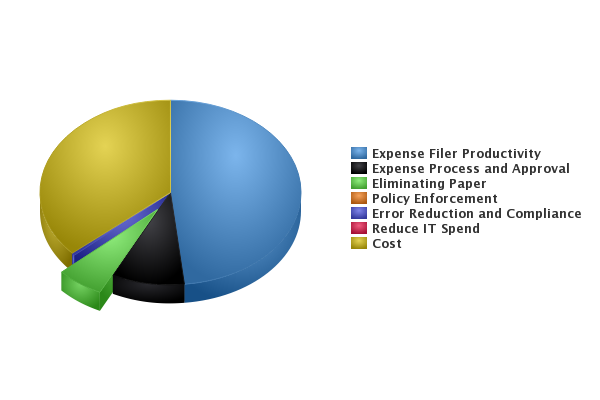 Expense Filer Productivity
Expense Process and Approval
Eliminating Paper
Policy Enforcement
Error Reduction and Compliance
Reduce IT Spend
Cost